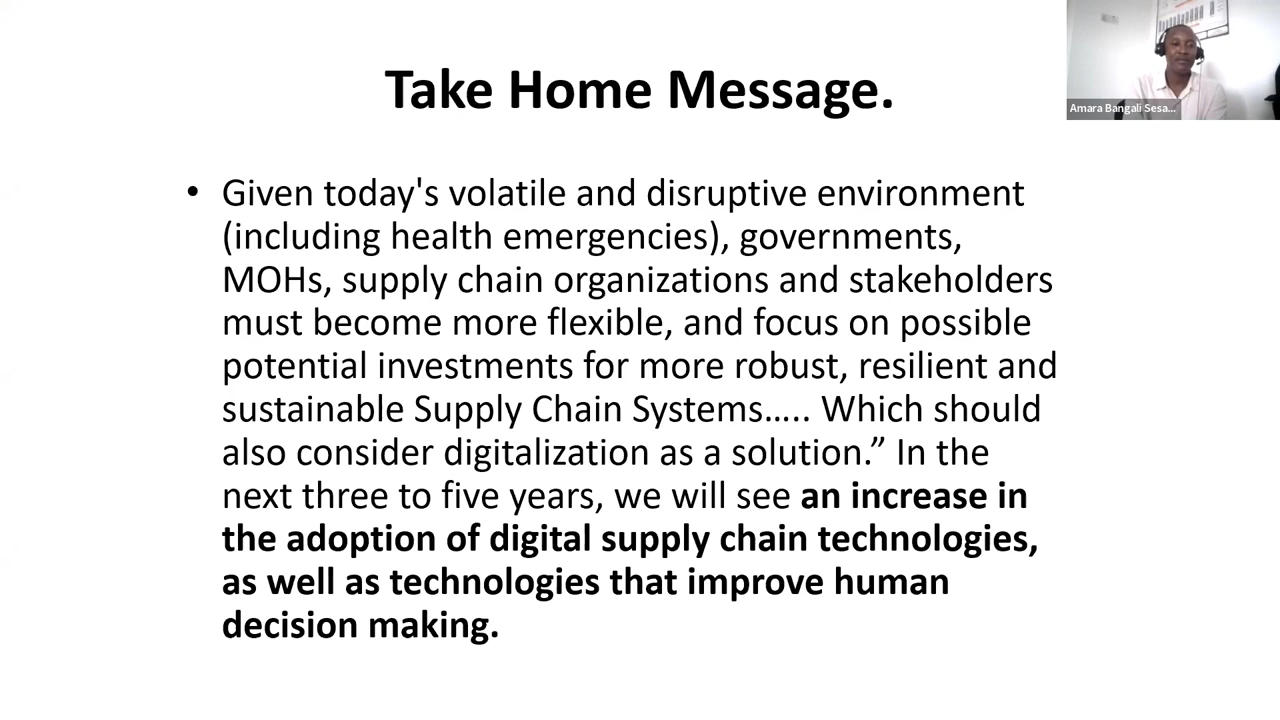 Take Home Message.
Amara Bangali Sesa...
• Given today's volatile and disruptive environment
(including health emergencies), governments,
MOHs, supply chain organizations and stakeholders
must become more flexible, and focus on possible
potential investments for more robust, resilient and
sustainable Supply Chain Systems….. Which should
also consider digitalization as a solution.” In the
next three to five years, we will see an increase in
the adoption of digital supply chain technologies,
as well as technologies that improve human
decision making.